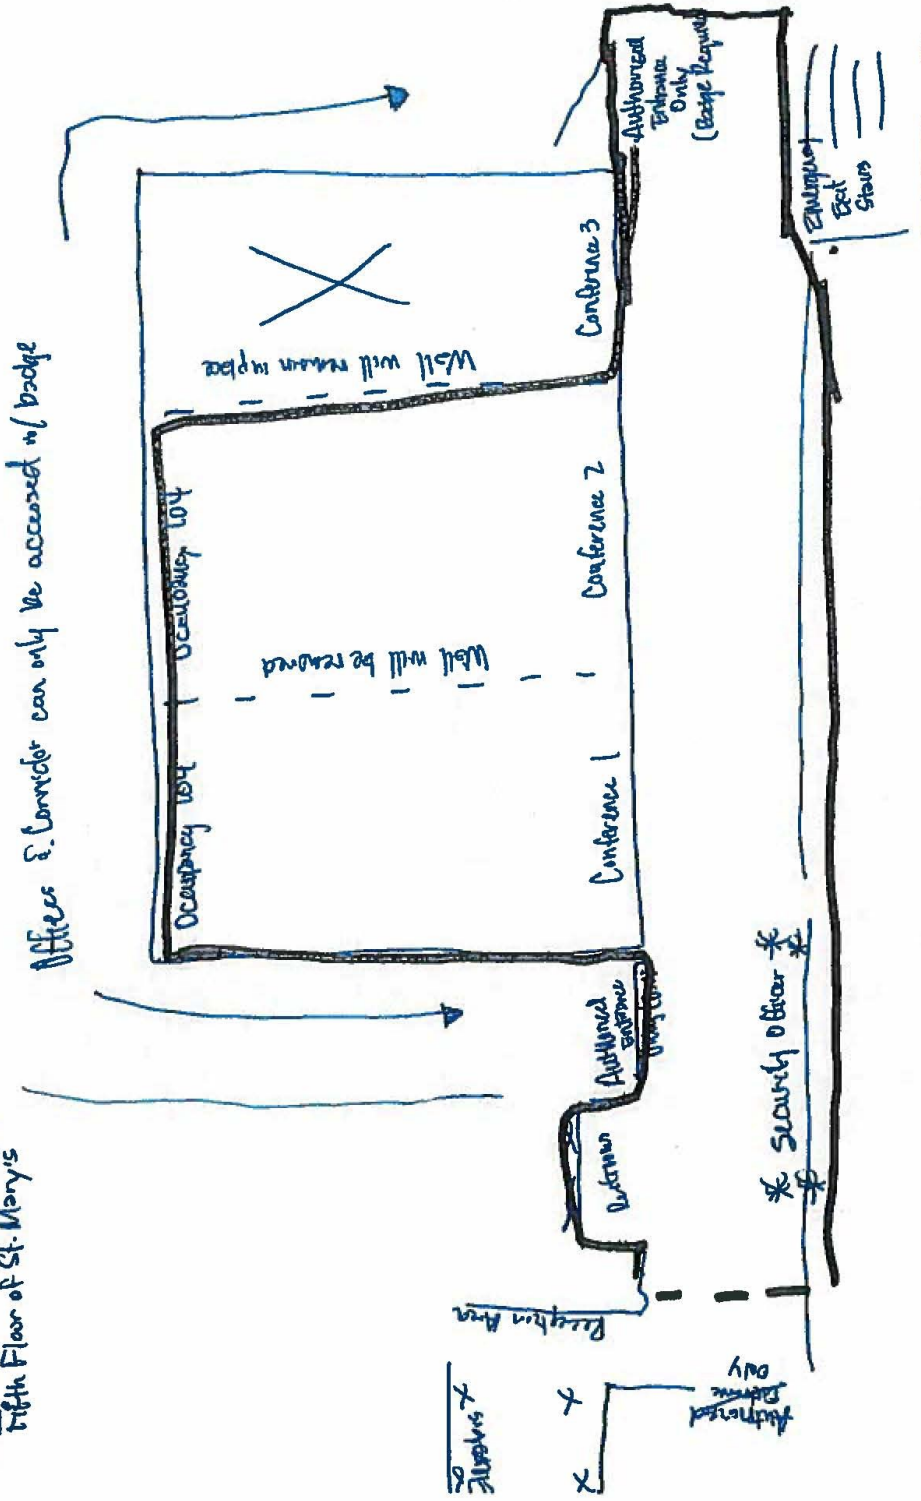 Fifth Floor of St. Mary's
Offices & Corridor can only be accessed w/ badge
Occupancy 104
Occupancy 104
Wall will be removed
Wall will remain in place
Conference 1
Conference 2
Conference 3
Elevators
Reception Area
Restrooms
Authorized
Entrance
Only
Authorized
Entrance
Only
(Badge Required
Authorized
Entrance
Only
* Security Officer *
Emergency
Exit
Stairs